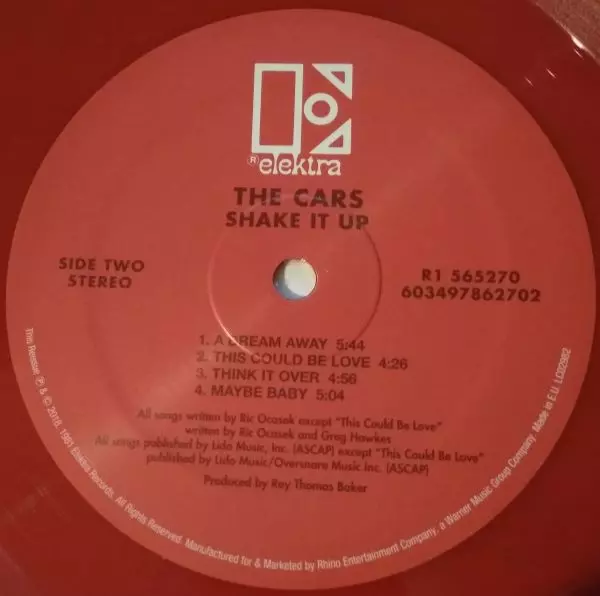 ® elektra
THE CARS
SHAKE IT UP
SIDE TWO
STEREO
R1 565270
603497862702
1. A DREAM AWAY 5:44
2. THIS COULD BE LOVE 4:26
3. THINK IT OVER 4:56
4. MAYBE BABY 5:04
All songs written by Ric Ocasek except "This Could Be Love"
written by Ric Ocasek and Greg Hawkes
All songs published by Lido Music, Inc. (ASCAP) except "This Could Be Love"
published by Lido Music/Oversnare Music Inc. (ASCAP)
Produced by Roy Thomas Baker
This Reissue ℗ & © 2018, 1981 Elektra Records. All Rights Reserved. Manufactured for & Marketed by Rhino Entertainment Company, a Warner Music Group Company. Made in E.U. LC02982